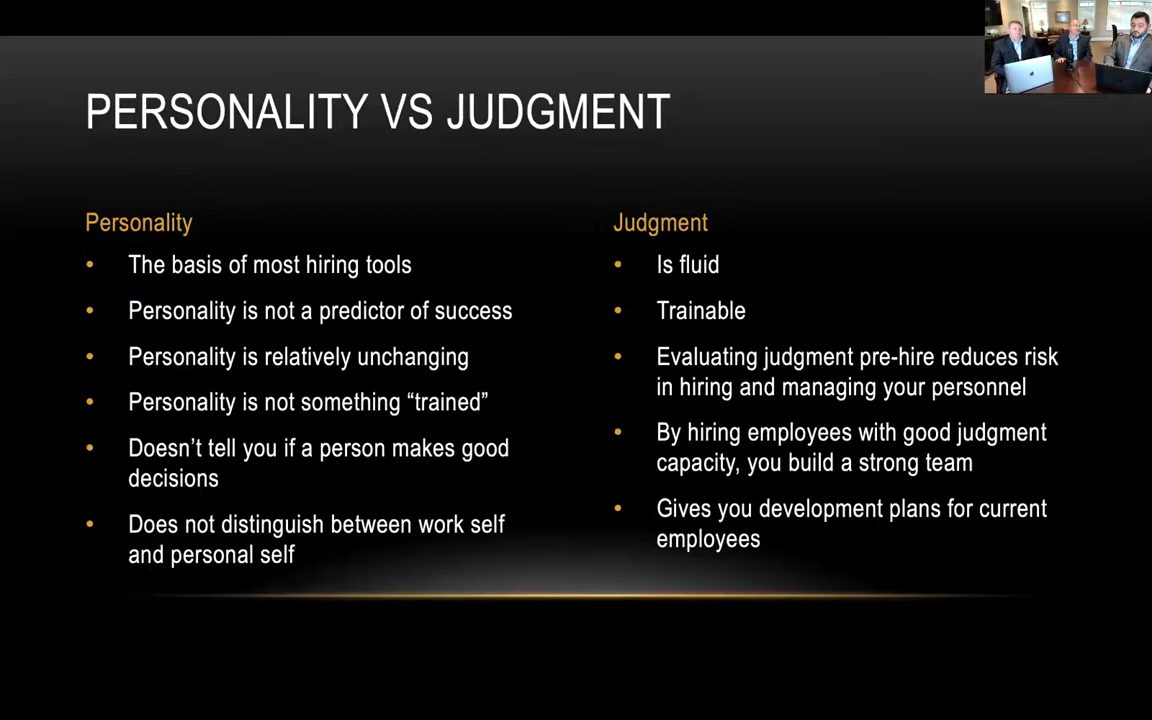 PERSONALITY VS JUDGMENT
Personality
• The basis of most hiring tools
• Personality is not a predictor of success
• Personality is relatively unchanging
• Personality is not something “trained”
• Doesn’t tell you if a person makes good
decisions
• Does not distinguish between work self
and personal self
Judgment
• Is fluid
• Trainable
• Evaluating judgment pre-hire reduces risk
in hiring and managing your personnel
• By hiring employees with good judgment
capacity, you build a strong team
• Gives you development plans for current
employees